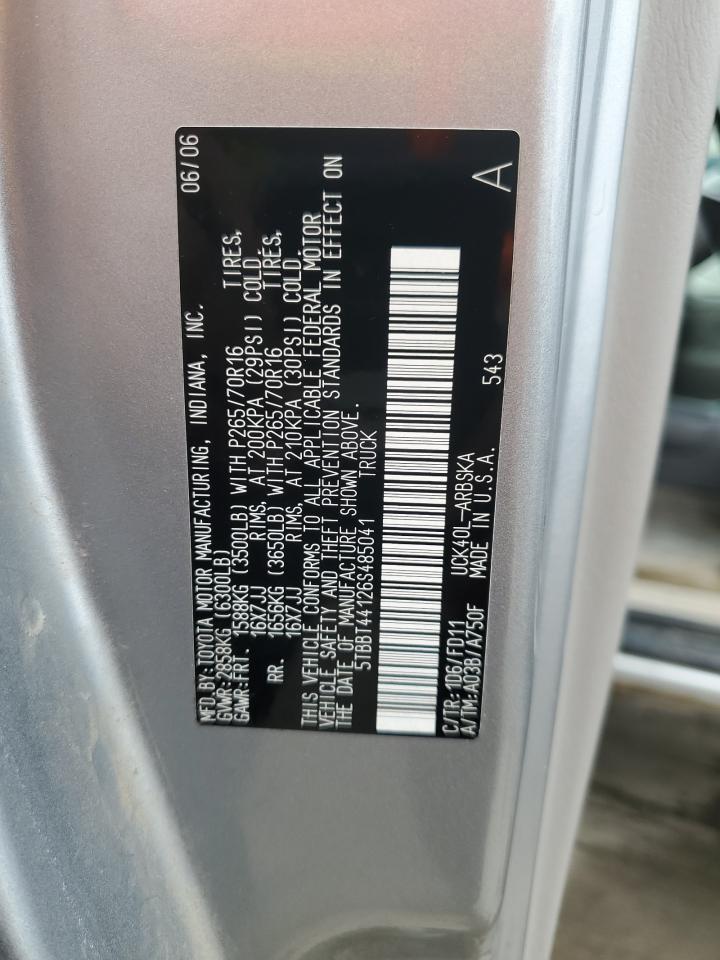 MFD.BY:TOYOTA MOTOR MANUFACTURING, INDIANA, INC. 06/06
GVWR:2858KG (6300LB)
GAWR:FRT. 1588KG (3500LB) WITH P265/70R16 TIRES,
16X7JJ RIMS, AT 200KPA (29PSI) COLD.
RR. 1656KG (3650LB) WITH P265/70R16 TIRES,
16X7JJ RIMS, AT 210KPA (30PSI) COLD.
THIS VEHICLE CONFORMS TO ALL APPLICABLE FEDERAL MOTOR
VEHICLE SAFETY AND THEFT PREVENTION STANDARDS IN EFFECT ON
THE DATE OF MANUFACTURE SHOWN ABOVE.
5TBBT44126S485041 TRUCK
C/TR:1D6/FD11 UCK40L-ARBSKA
A/TM:A03B/A750F MADE IN U.S.A. 543 A